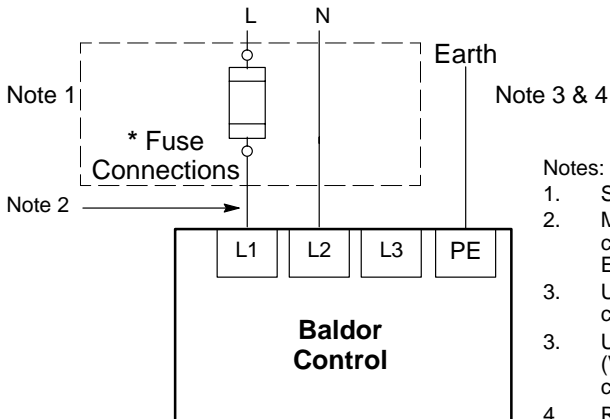 L N
Earth
Note 1
Note 3 & 4
* Fuse
Connections
Note 2
L1 L2 L3 PE
Baldor
Control
Notes:
1.
2.
3.
3.
4